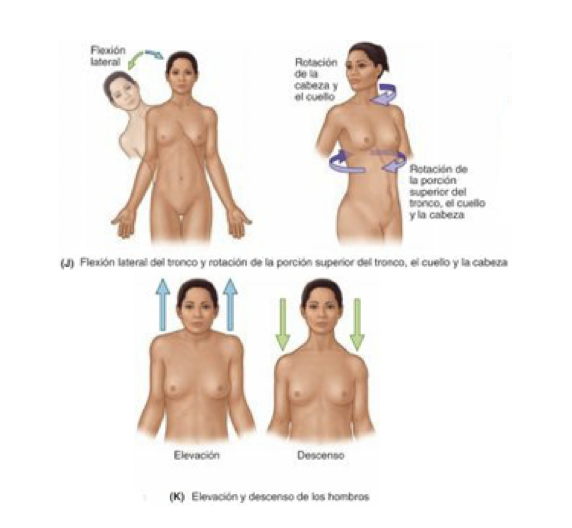 Flexión
lateral
Rotación
de la
cabeza y
el cuello
Rotación de
la porción
superior del
tronco, el cuello
y la cabeza
(J) Flexión lateral del tronco y rotación de la porción superior del tronco, el cuello y la cabeza
Elevación
Descenso
(K) Elevación y descenso de los hombros